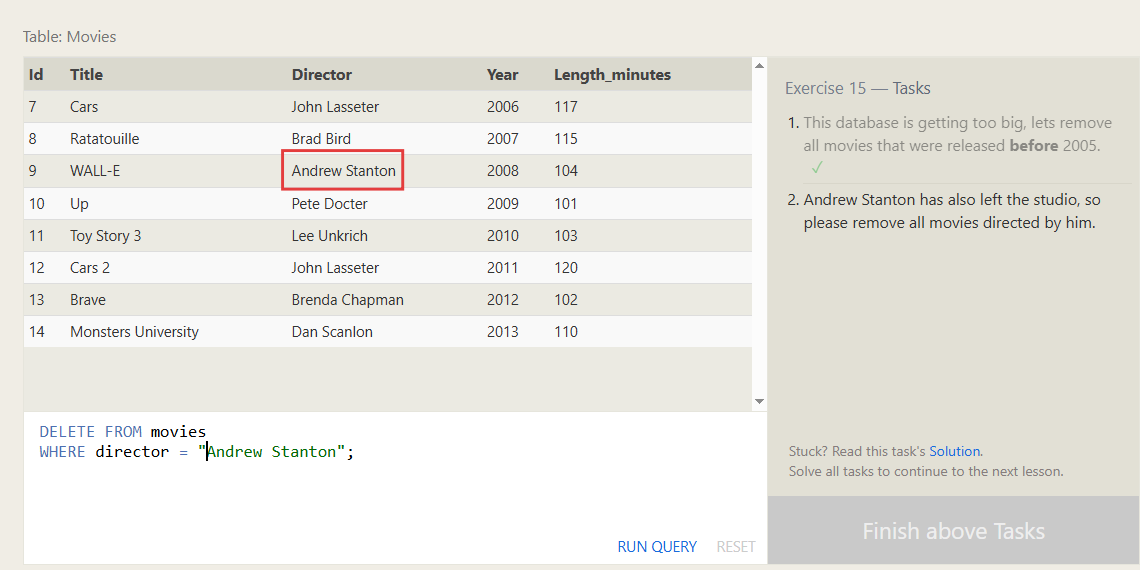 Table: Movies
Id Title Director Year Length_minutes
7 Cars John Lasseter 2006 117
8 Ratatouille Brad Bird 2007 115
9 WALL-E Andrew Stanton 2008 104
10 Up Pete Docter 2009 101
11 Toy Story 3 Lee Unkrich 2010 103
12 Cars 2 John Lasseter 2011 120
13 Brave Brenda Chapman 2012 102
14 Monsters University Dan Scanlon 2013 110
DELETE FROM movies
WHERE director = "Andrew Stanton";
RUN QUERY RESET
Exercise 15 — Tasks
1. This database is getting too big, lets remove
all movies that were released before 2005.
✓
2. Andrew Stanton has also left the studio, so
please remove all movies directed by him.
Stuck? Read this task's Solution.
Solve all tasks to continue to the next lesson.
Finish above Tasks